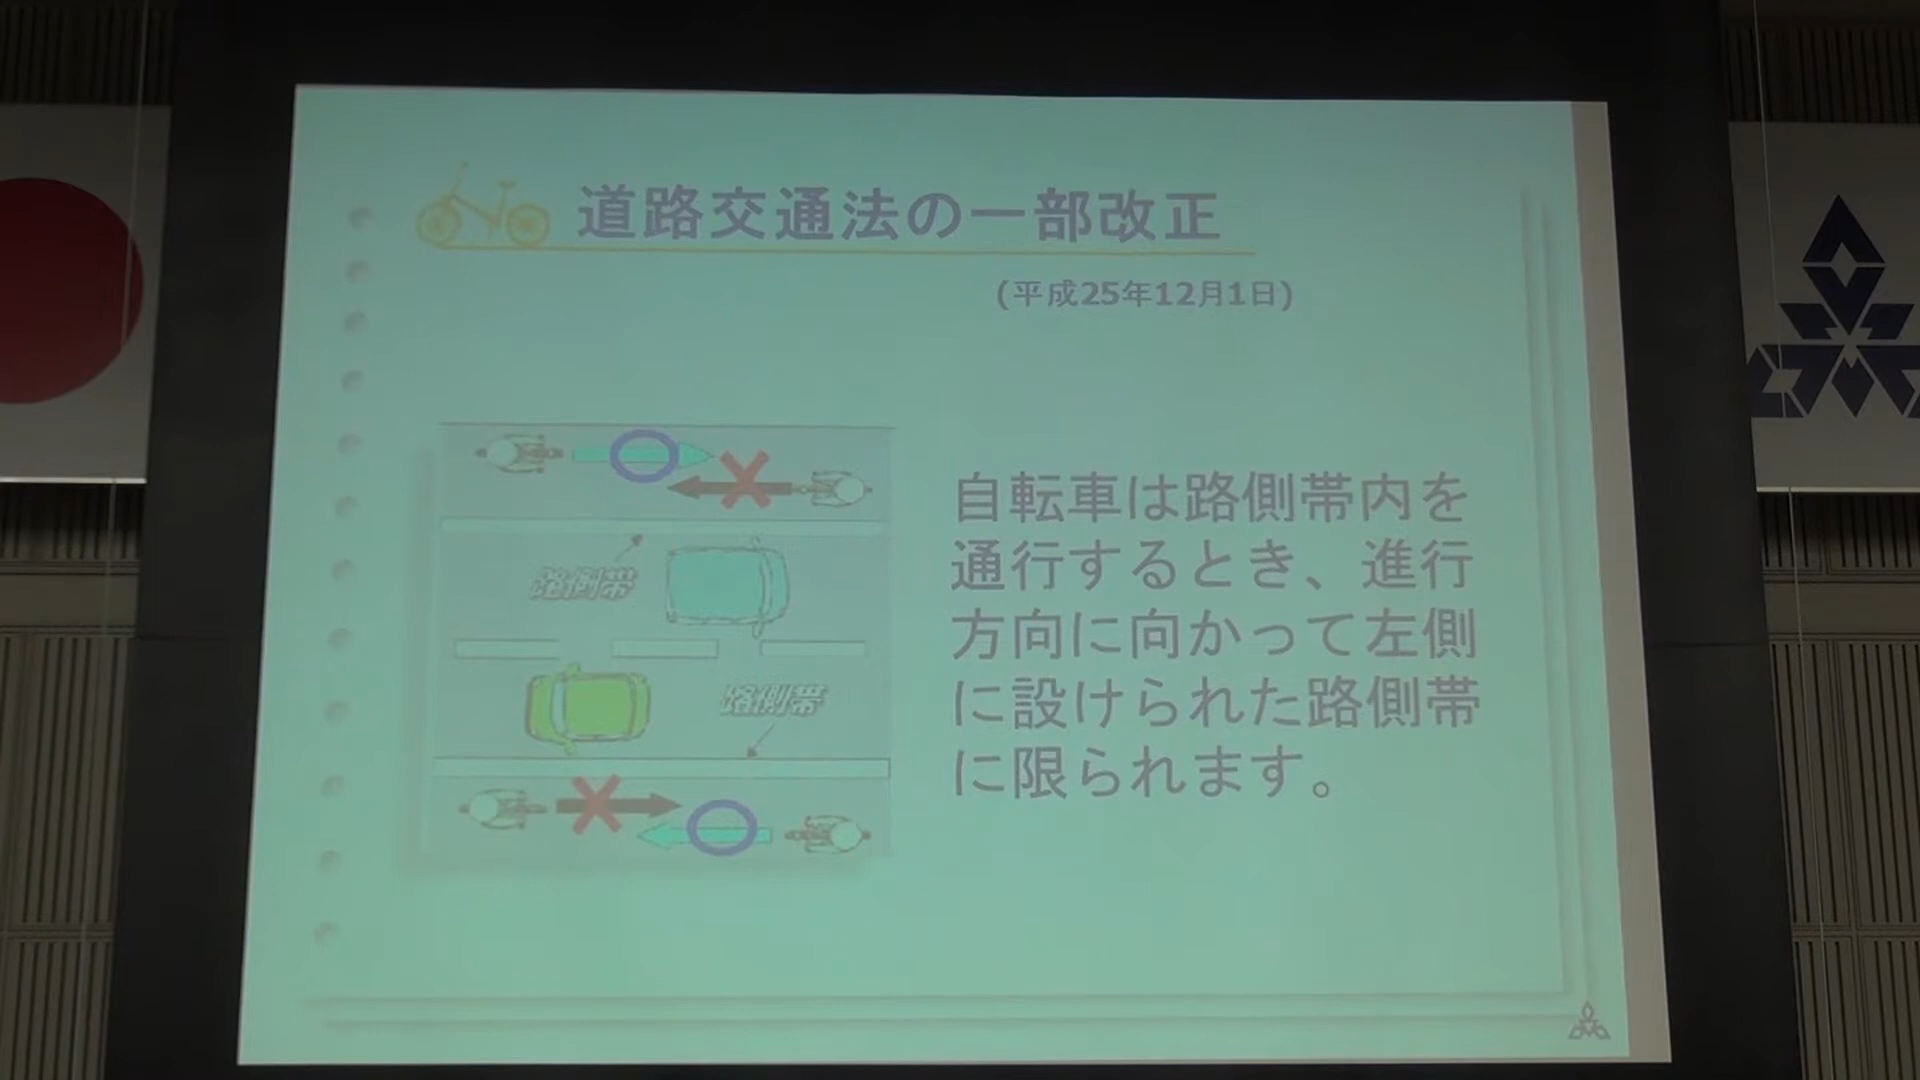 道路交通法の一部改正
(平成25年12月1日)
路側帯
路側帯
自転車は路側帯内を
通行するとき、進行
方向に向かって左側
に設けられた路側帯
に限られます。